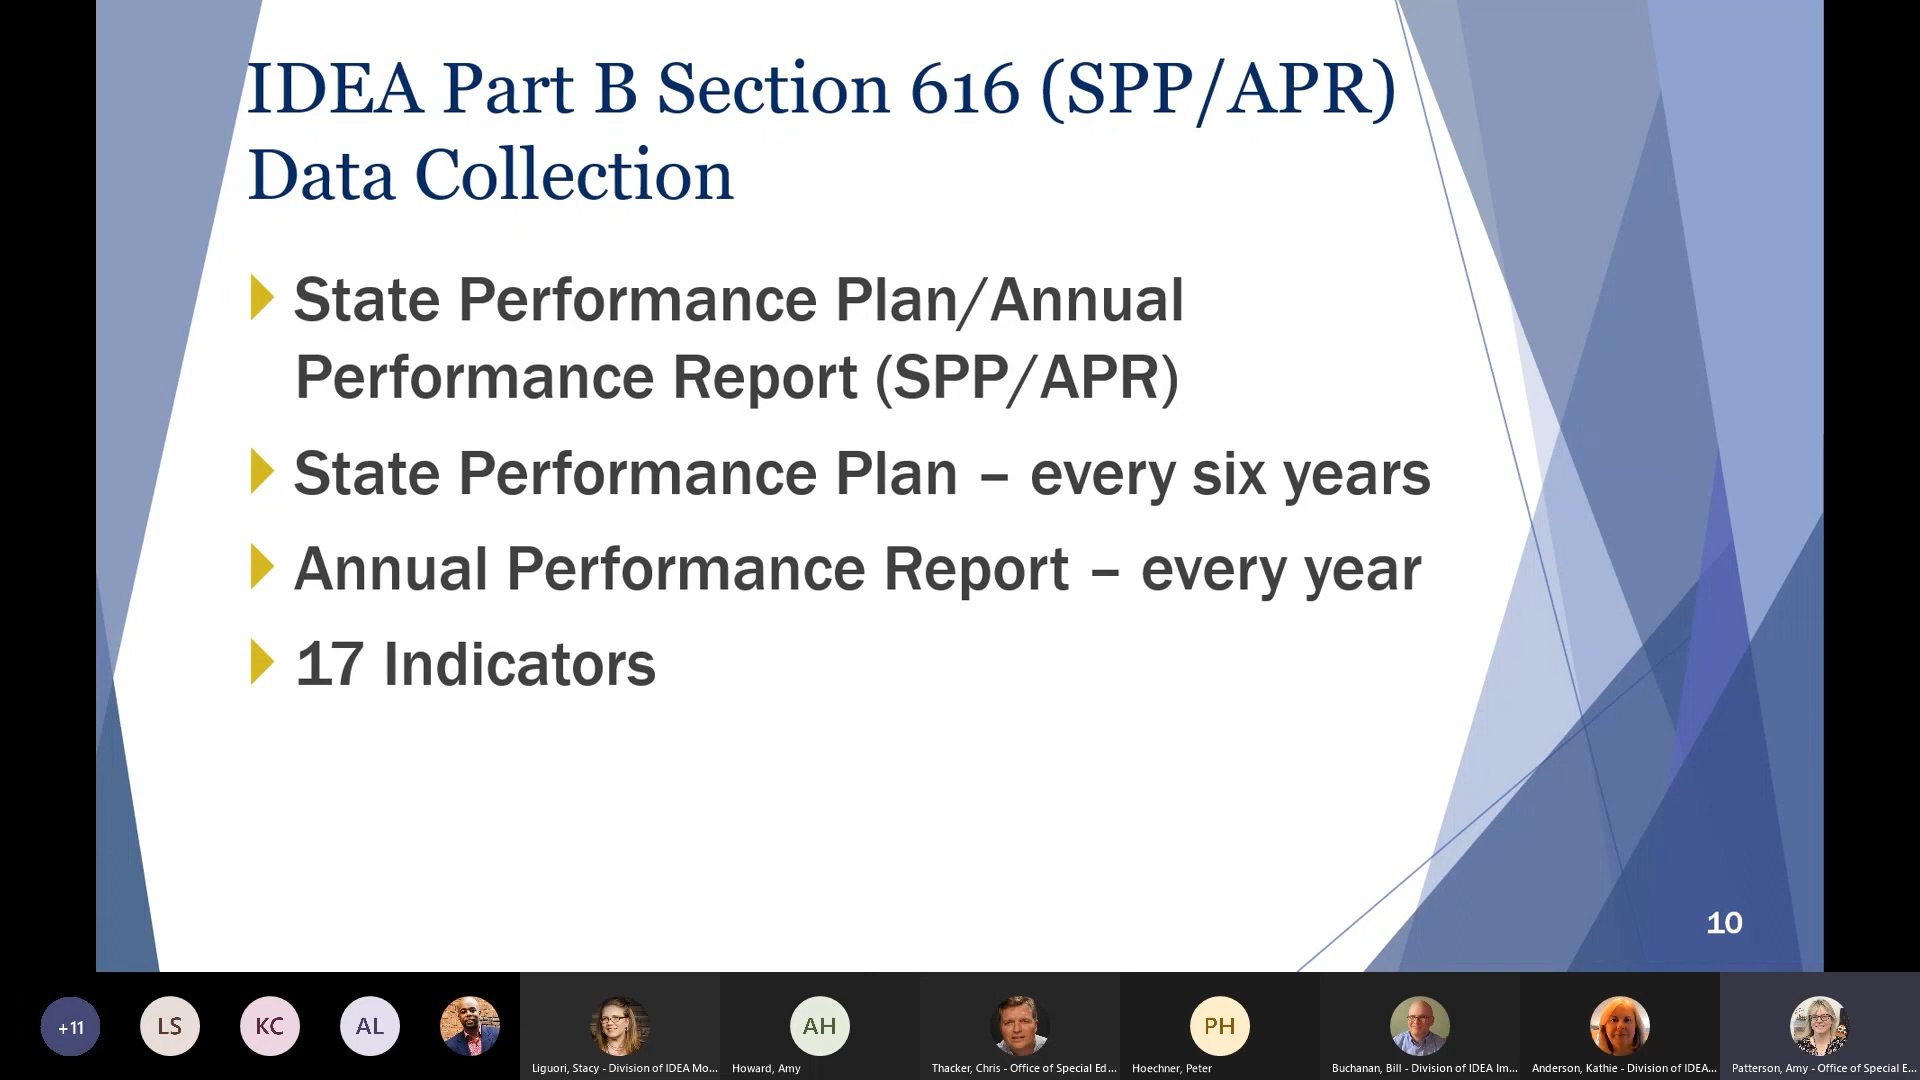 IDEA Part B Section 616 (SPP/APR)
Data Collection
State Performance Plan/Annual
Performance Report (SPP/APR)
State Performance Plan – every six years
Annual Performance Report – every year
17 Indicators
10
+11
LS
KC
AL
AH
PH
Liguori, Stacy - Division of IDEA Mo...
Howard, Amy
Thacker, Chris - Office of Special Ed...
Hoechner, Peter
Buchanan, Bill - Division of IDEA Im...
Anderson, Kathie - Division of IDEA...
Patterson, Amy - Office of Special E...